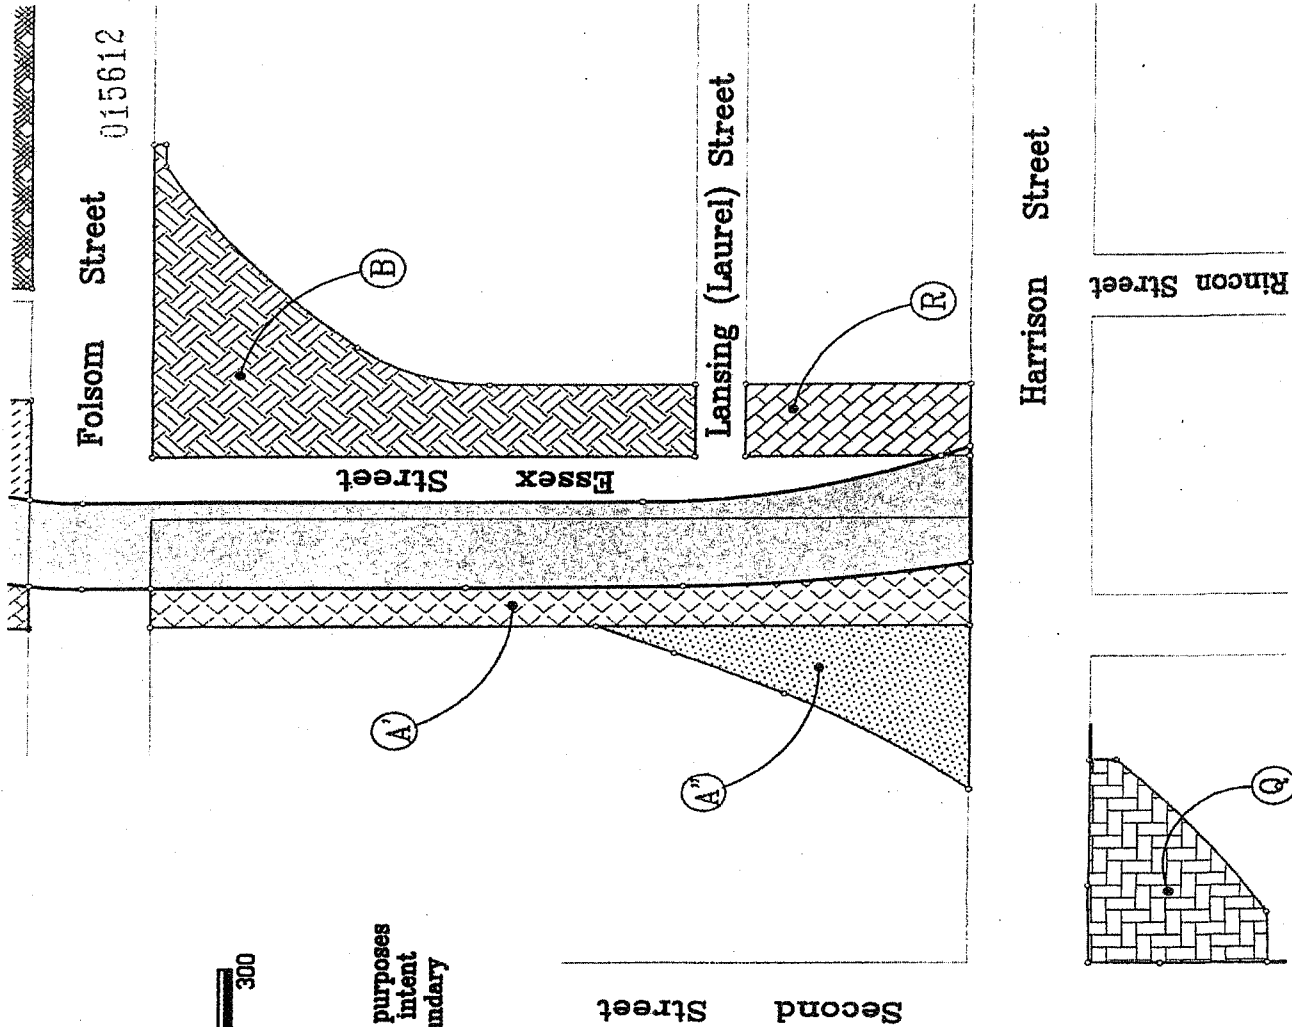 015612
Folsom Street
B
Lansing (Laurel) Street
R
Harrison Street
Rincon Street
Essex Street
A'
A"
Q
300
purposes
intent
ndary
Second Street